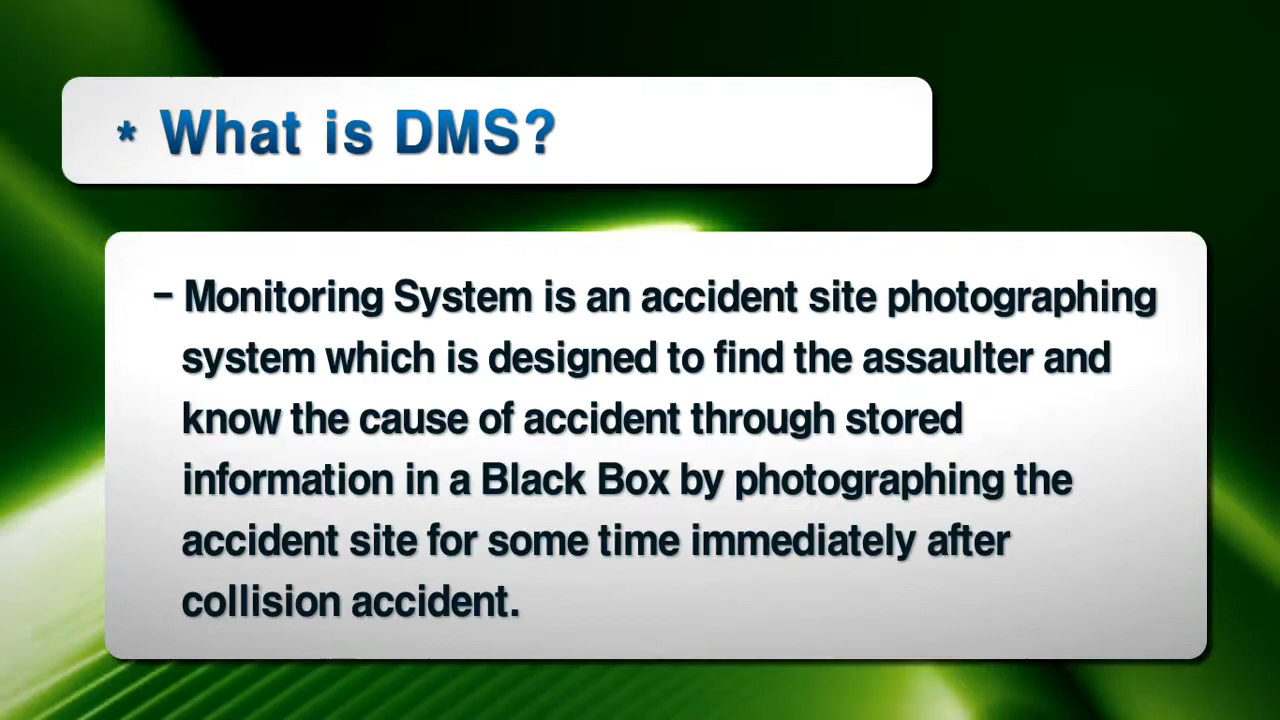 * What is DMS?
– Monitoring System is an accident site photographing
system which is designed to find the assaulter and
know the cause of accident through stored
information in a Black Box by photographing the
accident site for some time immediately after
collision accident.